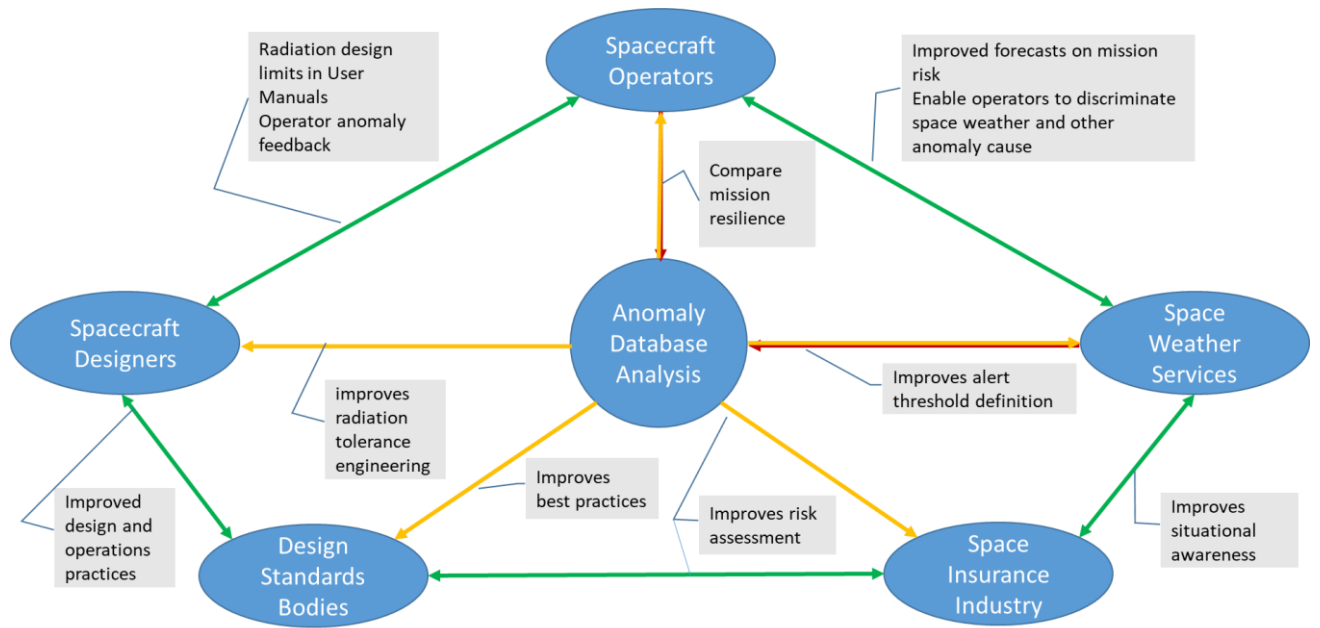 Spacecraft
Operators
Radiation design
limits in User
Manuals
Operator anomaly
feedback
Improved forecasts on mission
risk
Enable operators to discriminate
space weather and other
anomaly cause
Compare
mission
resilience
Spacecraft
Designers
Anomaly
Database
Analysis
Space
Weather
Services
Improves alert
threshold definition
improves
radiation
tolerance
engineering
Improves
best practices
Improved
design and
operations
practices
Improves risk
assessment
Improves
situational
awareness
Design
Standards
Bodies
Space
Insurance
Industry